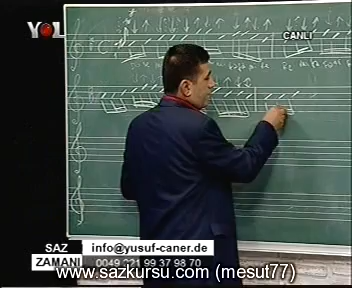 YOL
CANLI
SAZ
info@yusuf-caner.de
ZAMANI
0049 221 99 37 98 70
www.sazkursu.com (mesut77)